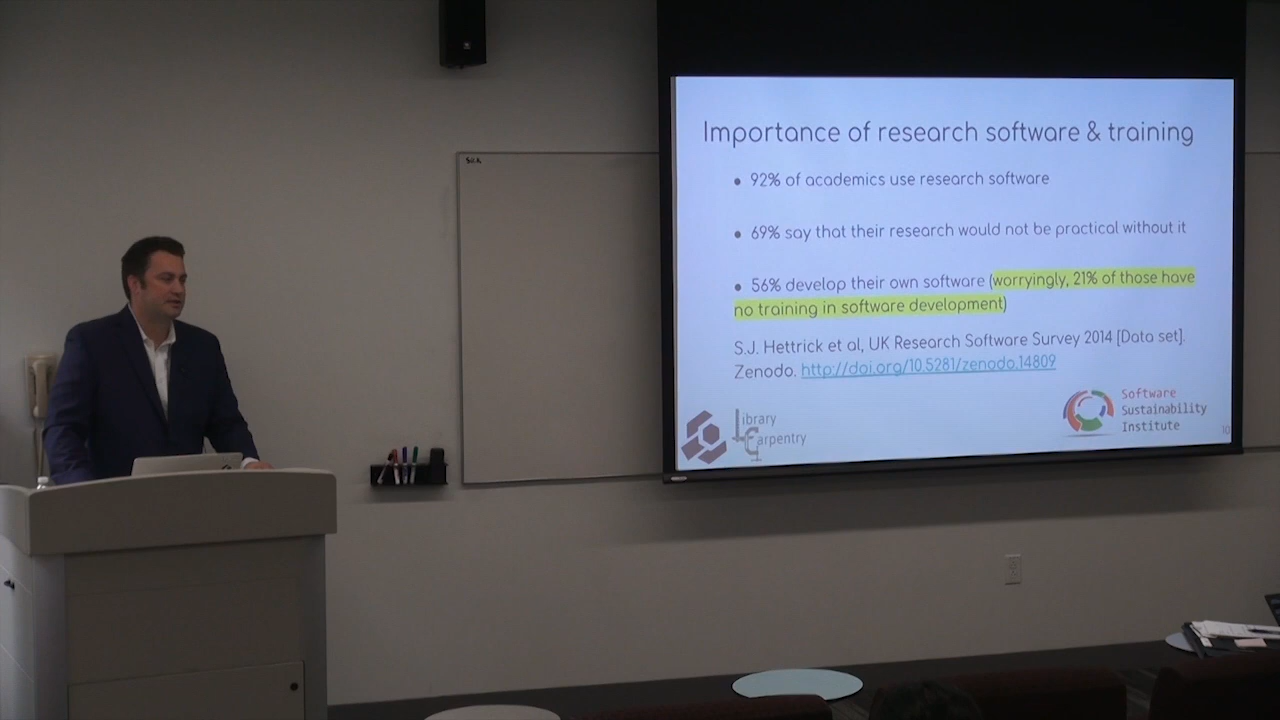 Importance of research software & training
• 92% of academics use research software
• 69% say that their research would not be practical without it
• 56% develop their own software (worryingly, 21% of those have
no training in software development)
S.J. Hettrick et al, UK Research Software Survey 2014 [Data set].
Zenodo. http://doi.org/10.5281/zenodo.14809
Library
Carpentry
Software
Sustainability
Institute
10